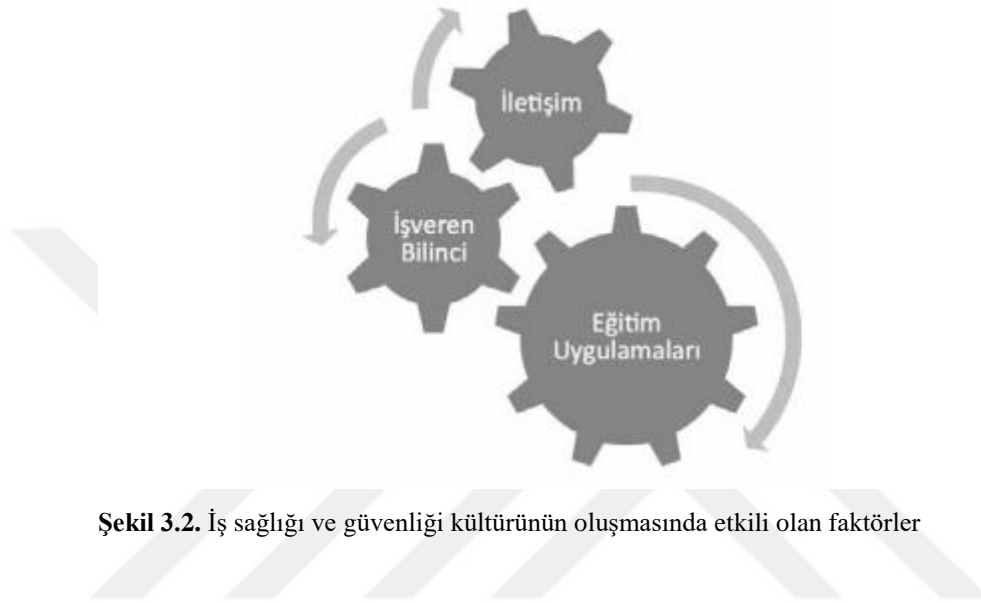 İletişim
İşveren
Bilinci
Eğitim
Uygulamaları
Şekil 3.2. İş sağlığı ve güvenliği kültürünün oluşmasında etkili olan faktörler